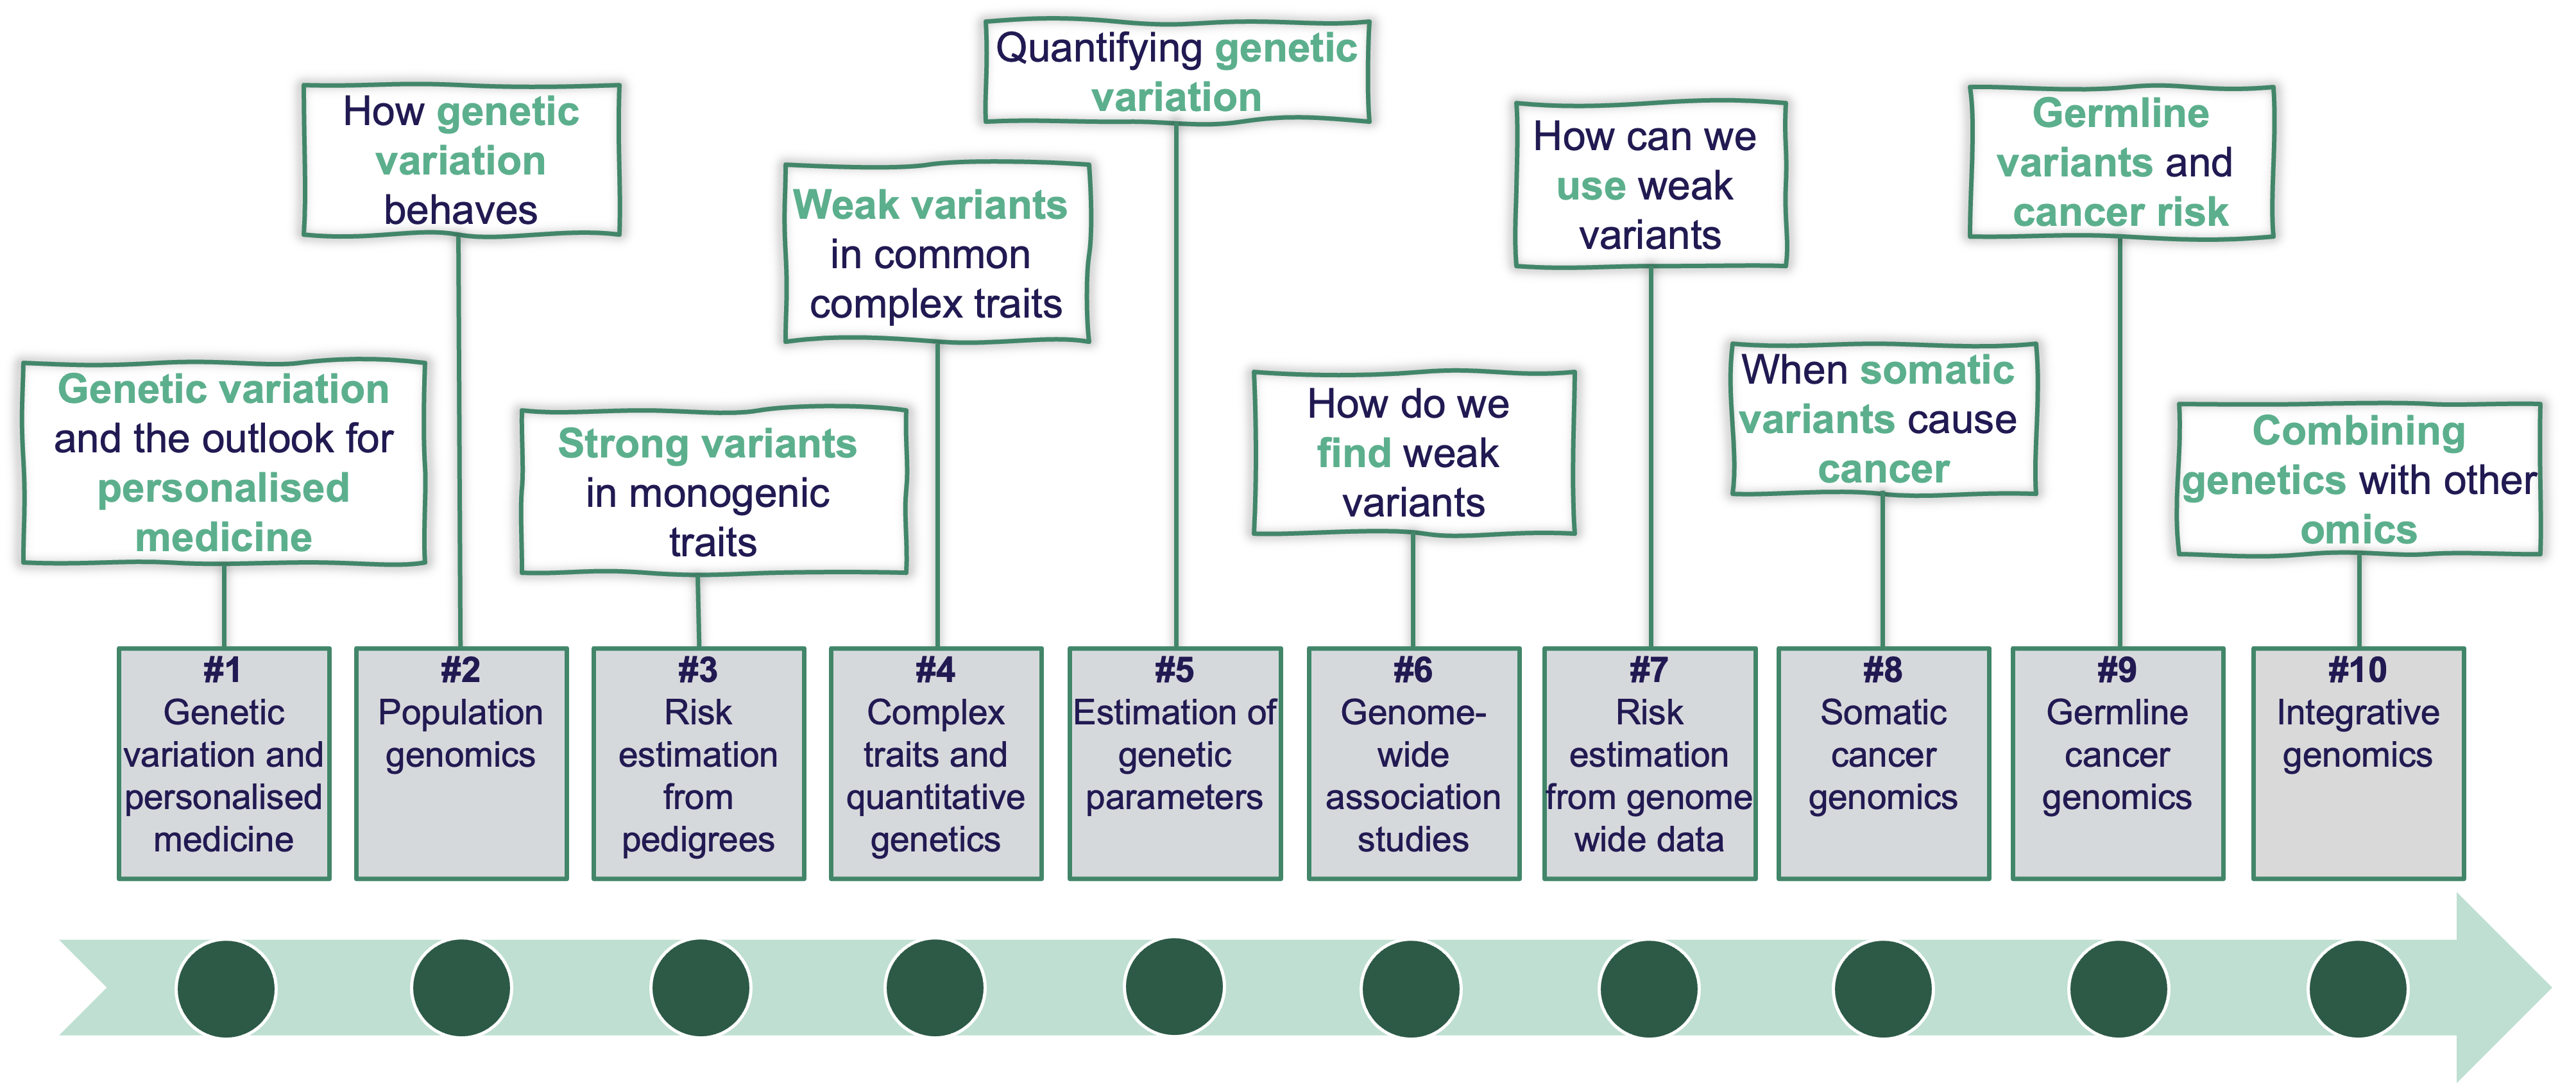 Genetic variation
and the outlook for
personalised
medicine
How genetic
variation
behaves
Strong variants
in monogenic
traits
Weak variants
in common
complex traits
Quantifying genetic
variation
How do we
find weak
variants
How can we
use weak
variants
When somatic
variants cause
cancer
Germline
variants and
cancer risk
Combining
genetics with other
omics
#1
Genetic
variation and
personalised
medicine
#2
Population
genomics
#3
Risk
estimation
from
pedigrees
#4
Complex
traits and
quantitative
genetics
#5
Estimation of
genetic
parameters
#6
Genome-
wide
association
studies
#7
Risk
estimation
from genome
wide data
#8
Somatic
cancer
genomics
#9
Germline
cancer
genomics
#10
Integrative
genomics